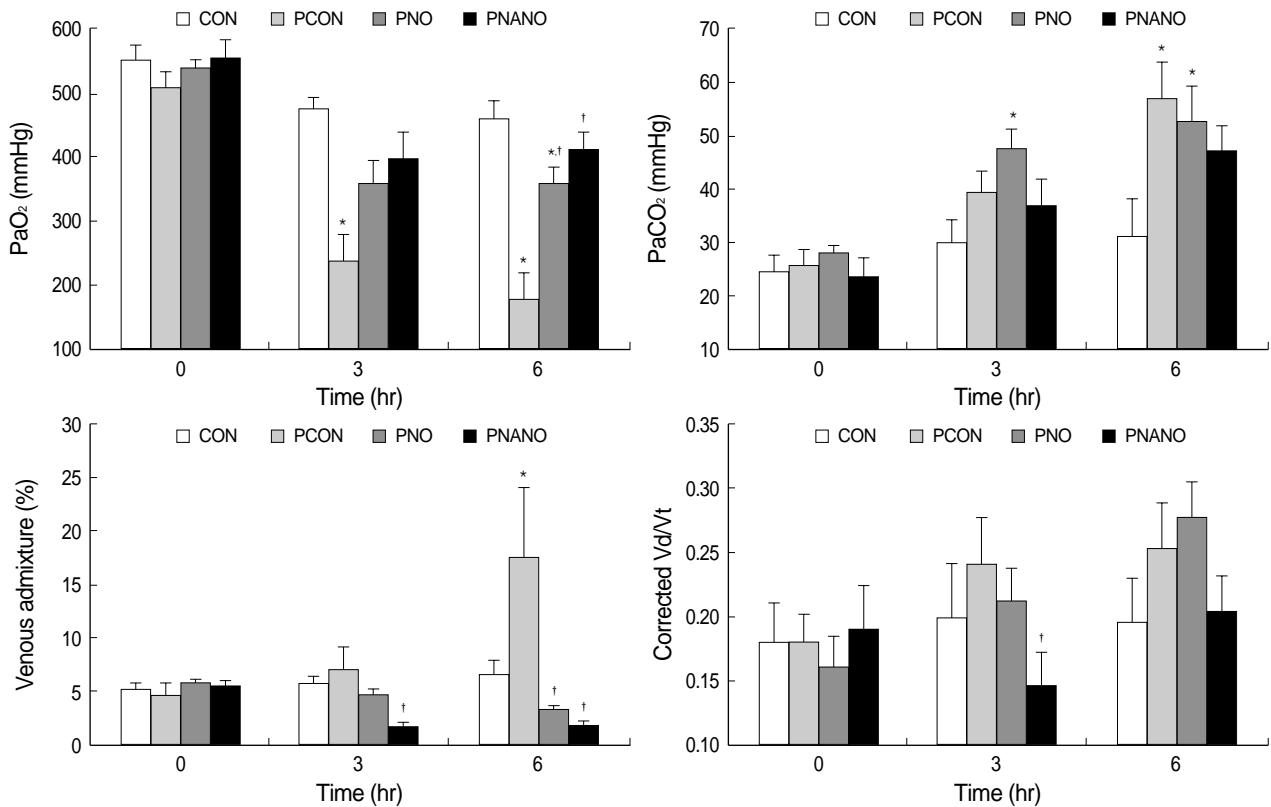 CON PCON PNO PNANO
600
500
400
300
200
100
PaO₂ (mmHg)
*
*
*,†
†
0 3 6
Time (hr)
CON PCON PNO PNANO
70
60
50
40
30
20
10
PaCO₂ (mmHg)
*
*
*
0 3 6
Time (hr)
CON PCON PNO PNANO
30
25
20
15
10
5
0
Venous admixture (%)
†
*
†
†
0 3 6
Time (hr)
CON PCON PNO PNANO
0.35
0.30
0.25
0.20
0.15
0.10
Corrected Vd/Vt
†
0 3 6
Time (hr)